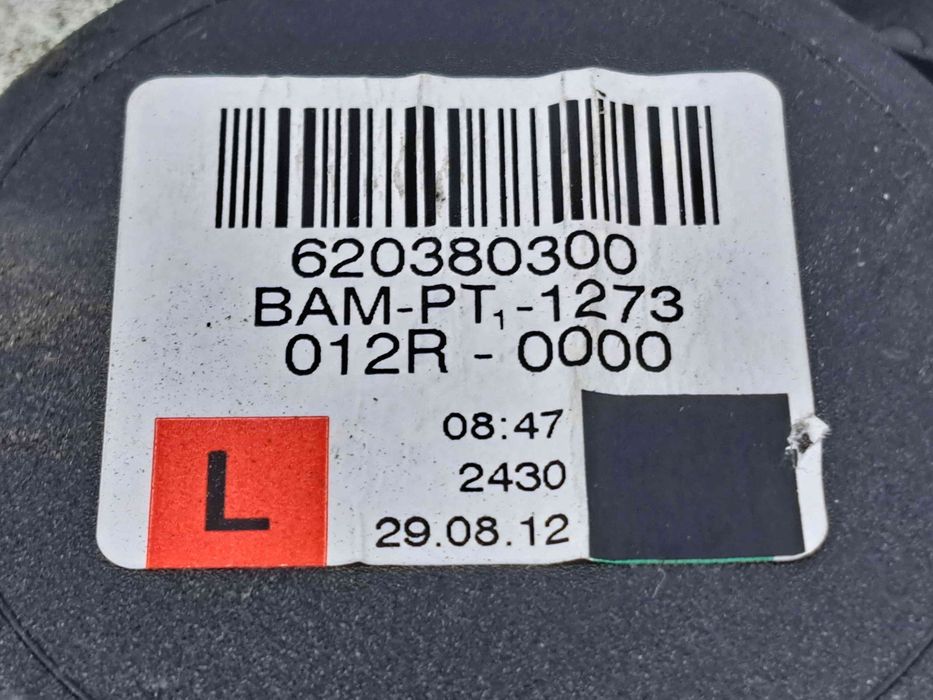 620380300
BAM-PT₁-1273
012R - 0000
L
08:47
2430
29.08.12